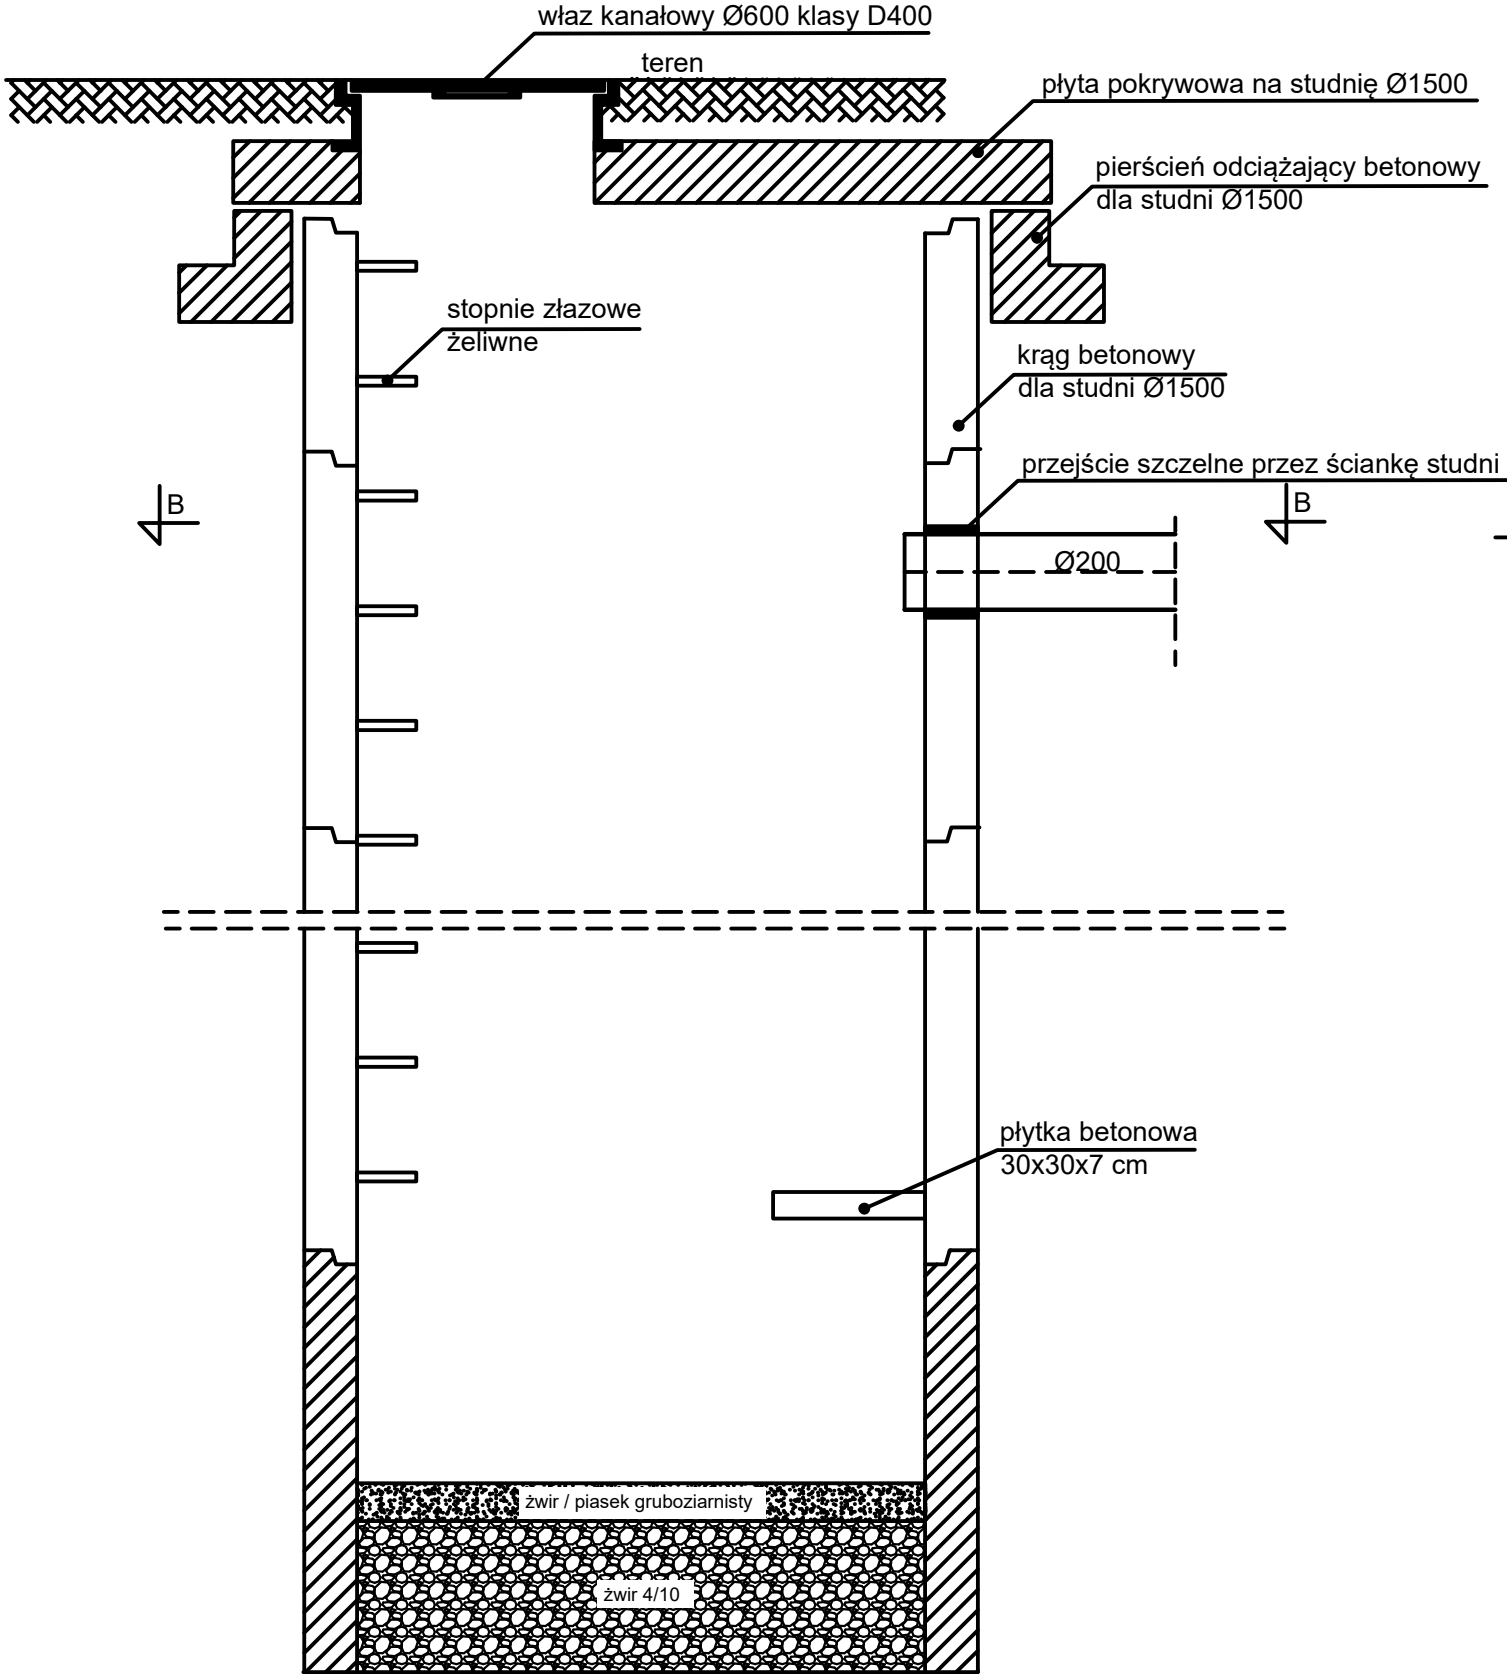 właz kanałowy Ø600 klasy D400
teren
płyta pokrywowa na studnię Ø1500
pierścień odciążający betonowy
dla studni Ø1500
stopnie złazowe
żeliwne
krąg betonowy
dla studni Ø1500
przejście szczelne przez ściankę studni
B
B
Ø200
płytka betonowa
30x30x7 cm
żwir / piasek gruboziarnisty
żwir 4/10